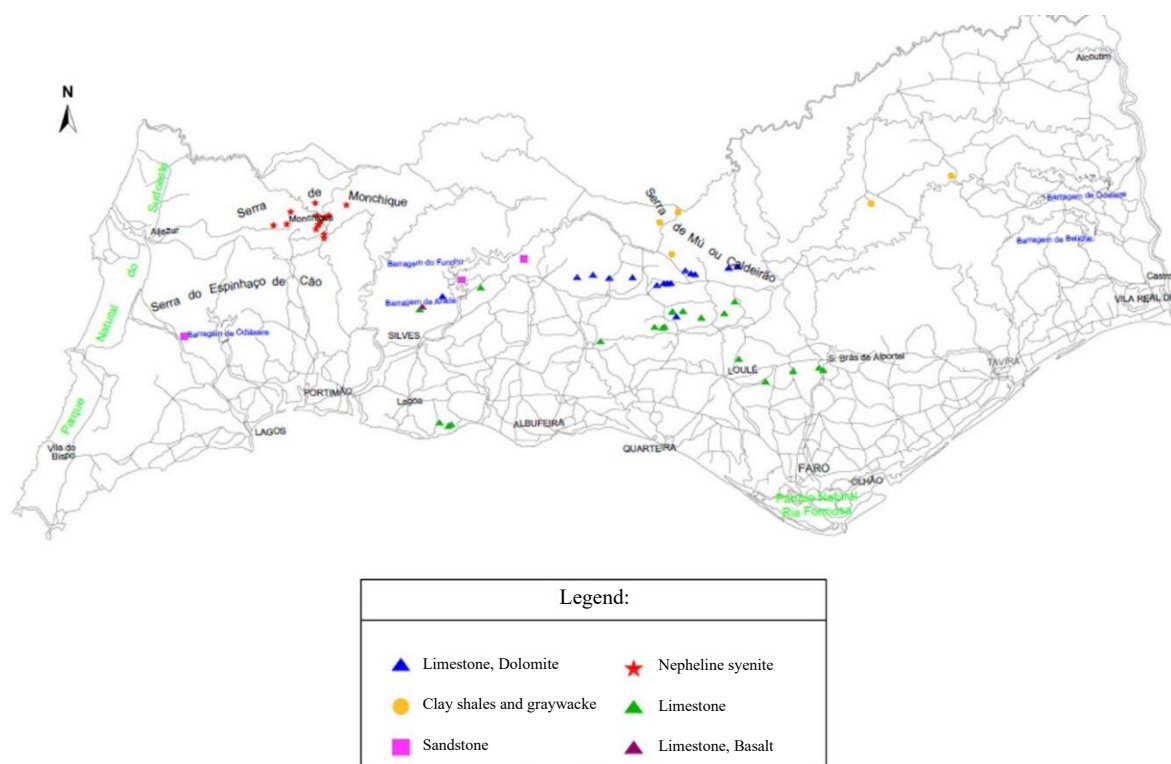 N
Alcoutim
Sudoeste
Serra de Monchique
Monchique
Serra de Mú ou Caldeirão
Barragem de Odeleite
Aljezur
do
Barragem de Beliche
Barragem do Funcho
Castro
Serra do Espinhaço de Cão
Barragem de Arade
VILA REAL DE
Natural
Barragem de Odiáxere
SILVES
S. Brás de Alportel
TAVIRA
LOULÉ
PORTIMÃO
Lagoa
Parque
ALBUFEIRA
LAGOS
Vila do
Bispo
QUARTEIRA
FARO
OLHÃO
Parque Natural
Ria Formosa
Legend:
Limestone, Dolomite
Nepheline syenite
Clay shales and graywacke
Limestone
Sandstone
Limestone, Basalt